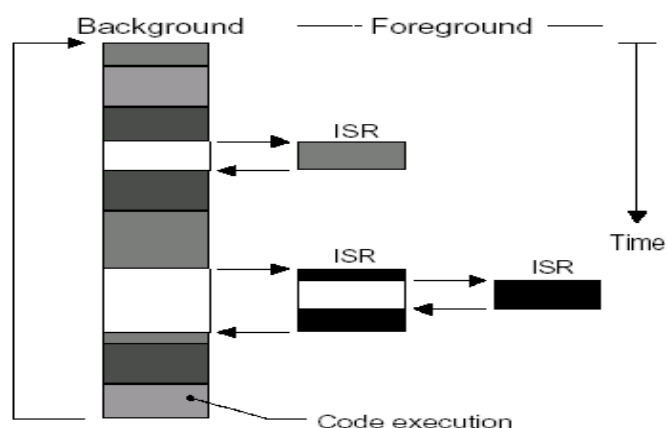 Background
Foreground
ISR
Time
ISR
ISR
Code execution